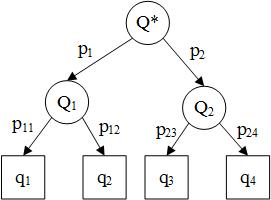 Q*
p₁ p₂
Q₁ Q₂
p₁₁ p₁₂ p₂₃ p₂₄
q₁ q₂ q₃ q₄